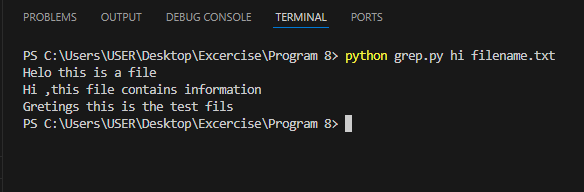 PROBLEMS OUTPUT DEBUG CONSOLE TERMINAL PORTS
PS C:\Users\USER\Desktop\Excercise\Program 8> python grep.py hi filename.txt
Helo this is a file
Hi ,this file contains information
Gretings this is the test fils
PS C:\Users\USER\Desktop\Excercise\Program 8>